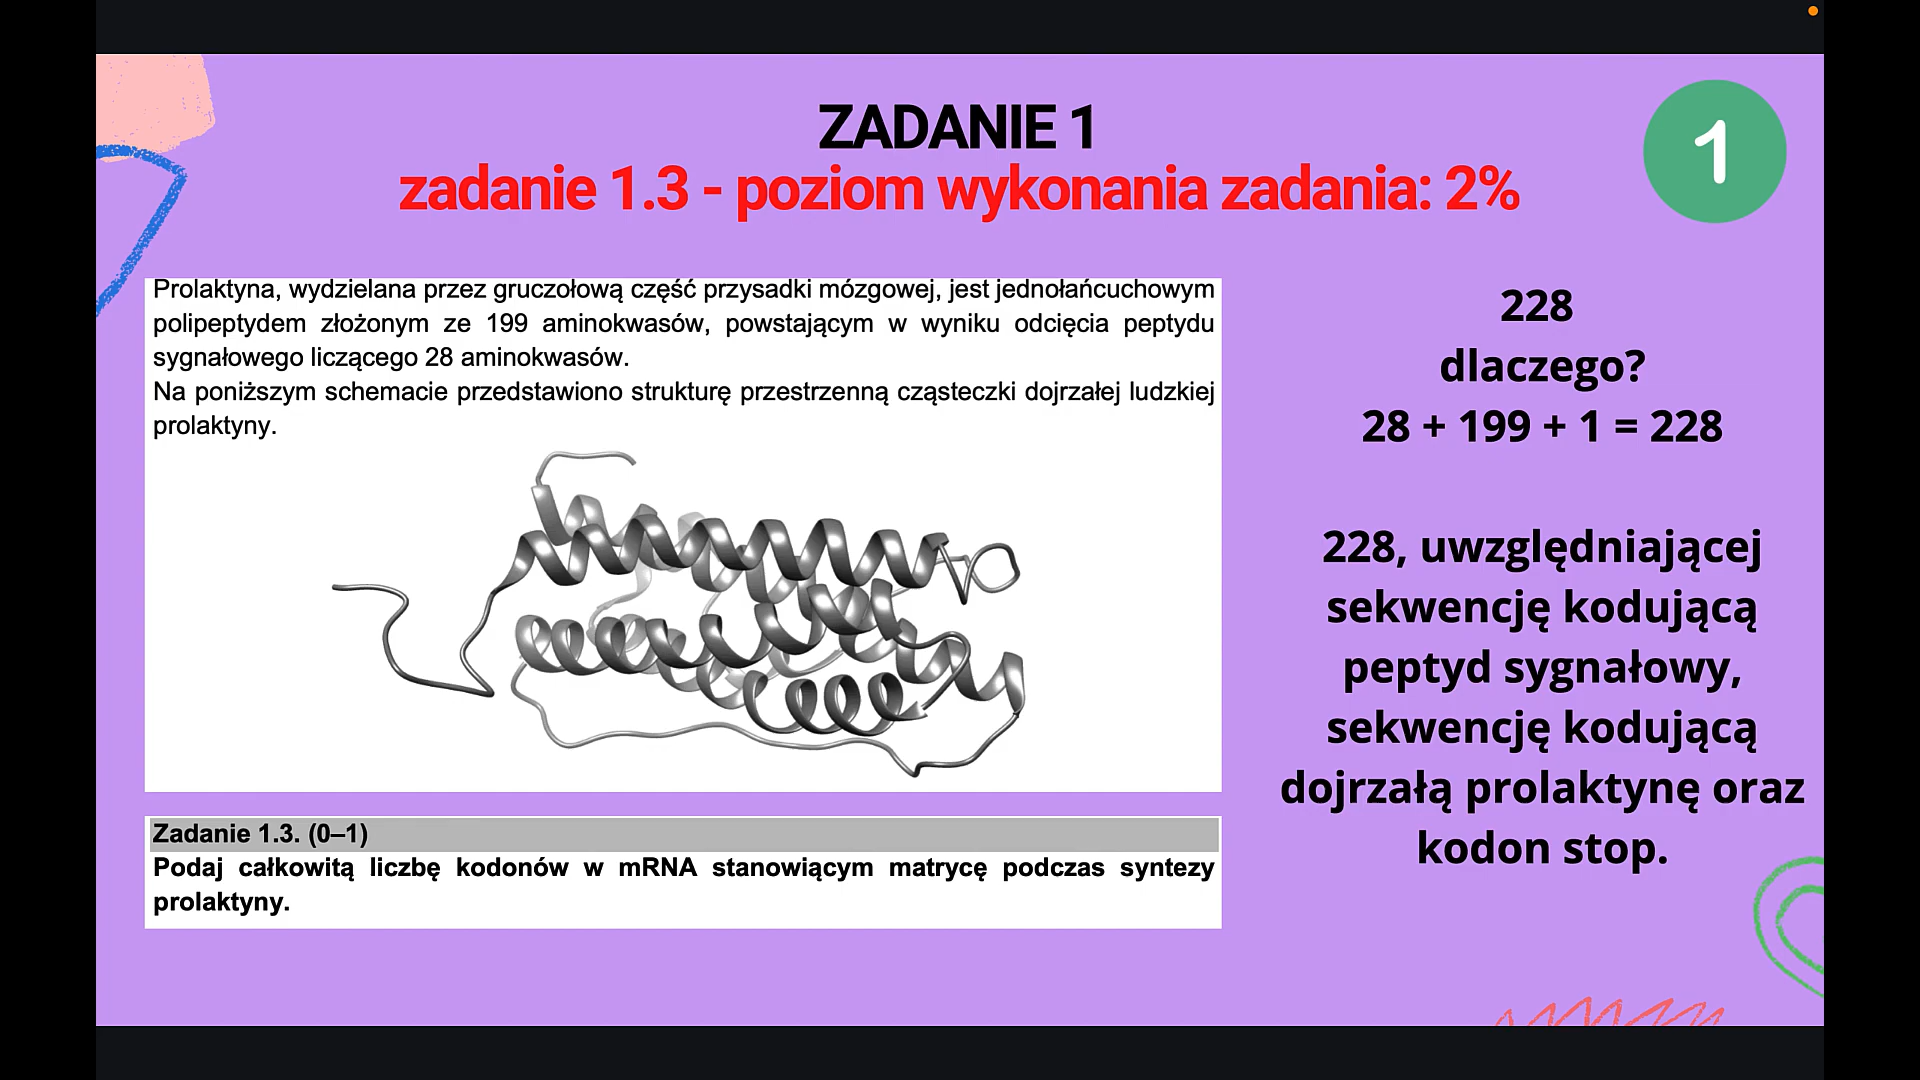 ZADANIE 1
zadanie 1.3 - poziom wykonania zadania: 2%
1
Prolaktyna, wydzielana przez gruczołową część przysadki mózgowej, jest jednołańcuchowym
polipeptydem złożonym ze 199 aminokwasów, powstającym w wyniku odcięcia peptydu
sygnałowego liczącego 28 aminokwasów.
Na poniższym schemacie przedstawiono strukturę przestrzenną cząsteczki dojrzałej ludzkiej
prolaktyny.
Zadanie 1.3. (0–1)
Podaj całkowitą liczbę kodonów w mRNA stanowiącym matrycę podczas syntezy
prolaktyny.
228
dlaczego?
28 + 199 + 1 = 228
228, uwzględniającej
sekwencję kodującą
peptyd sygnałowy,
sekwencję kodującą
dojrzałą prolaktynę oraz
kodon stop.